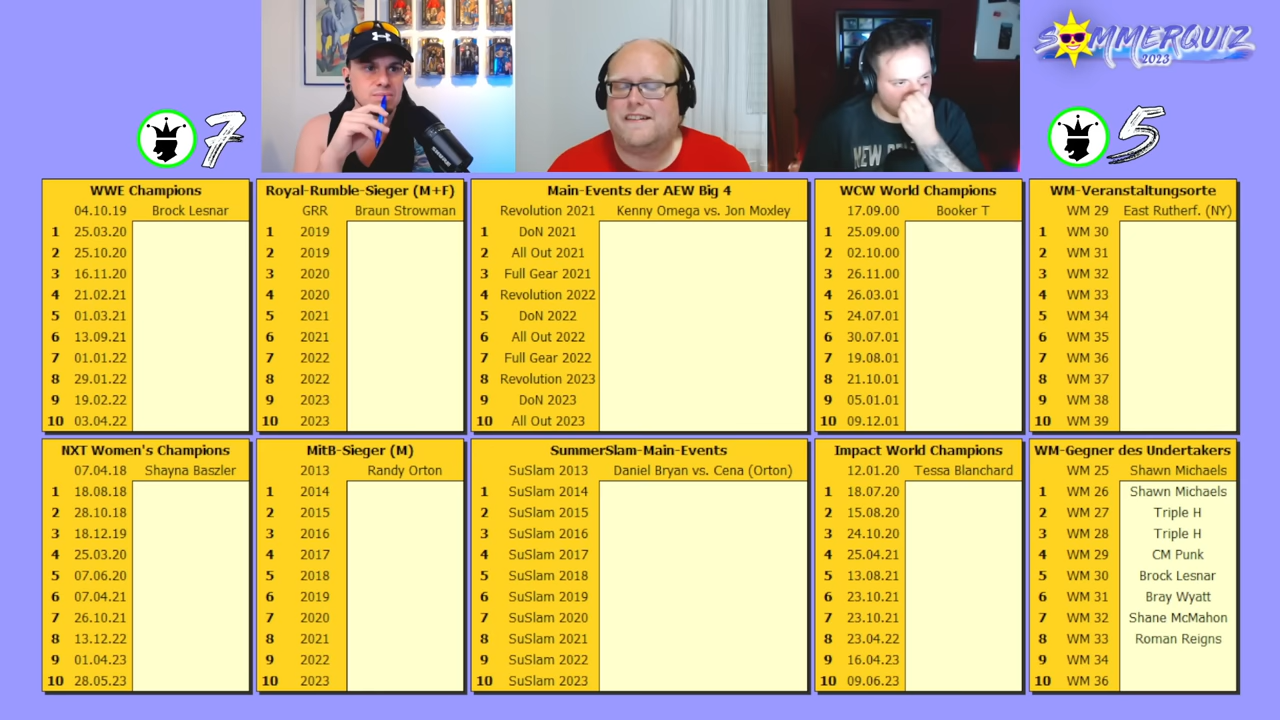 SOMMERQUIZ
2023
7
5
NEW
WWE Champions
04.10.19 Brock Lesnar
1 25.03.20
2 25.10.20
3 16.11.20
4 21.02.21
5 01.03.21
6 13.09.21
7 01.01.22
8 29.01.22
9 19.02.22
10 03.04.22
Royal-Rumble-Sieger (M+F)
GRR Braun Strowman
1 2019
2 2019
3 2020
4 2020
5 2021
6 2021
7 2022
8 2022
9 2023
10 2023
Main-Events der AEW Big 4
Revolution 2021 Kenny Omega vs. Jon Moxley
1 DoN 2021
2 All Out 2021
3 Full Gear 2021
4 Revolution 2022
5 DoN 2022
6 All Out 2022
7 Full Gear 2022
8 Revolution 2023
9 DoN 2023
10 All Out 2023
WCW World Champions
17.09.00 Booker T
1 25.09.00
2 02.10.00
3 26.11.00
4 26.03.01
5 24.07.01
6 30.07.01
7 19.08.01
8 21.10.01
9 05.01.01
10 09.12.01
WM-Veranstaltungsorte
WM 29 East Rutherf. (NY)
1 WM 30
2 WM 31
3 WM 32
4 WM 33
5 WM 34
6 WM 35
7 WM 36
8 WM 37
9 WM 38
10 WM 39
NXT Women's Champions
07.04.18 Shayna Baszler
1 18.08.18
2 28.10.18
3 18.12.19
4 25.03.20
5 07.06.20
6 07.04.21
7 26.10.21
8 13.12.22
9 01.04.23
10 28.05.23
MitB-Sieger (M)
2013 Randy Orton
1 2014
2 2015
3 2016
4 2017
5 2018
6 2019
7 2020
8 2021
9 2022
10 2023
SummerSlam-Main-Events
SuSlam 2013 Daniel Bryan vs. Cena (Orton)
1 SuSlam 2014
2 SuSlam 2015
3 SuSlam 2016
4 SuSlam 2017
5 SuSlam 2018
6 SuSlam 2019
7 SuSlam 2020
8 SuSlam 2021
9 SuSlam 2022
10 SuSlam 2023
Impact World Champions
12.01.20 Tessa Blanchard
1 18.07.20
2 15.08.20
3 24.10.20
4 25.04.21
5 13.08.21
6 23.10.21
7 23.10.21
8 23.04.22
9 16.04.23
10 09.06.23
WM-Gegner des Undertakers
WM 25 Shawn Michaels
1 WM 26 Shawn Michaels
2 WM 27 Triple H
3 WM 28 Triple H
4 WM 29 CM Punk
5 WM 30 Brock Lesnar
6 WM 31 Bray Wyatt
7 WM 32 Shane McMahon
8 WM 33 Roman Reigns
9 WM 34
10 WM 36